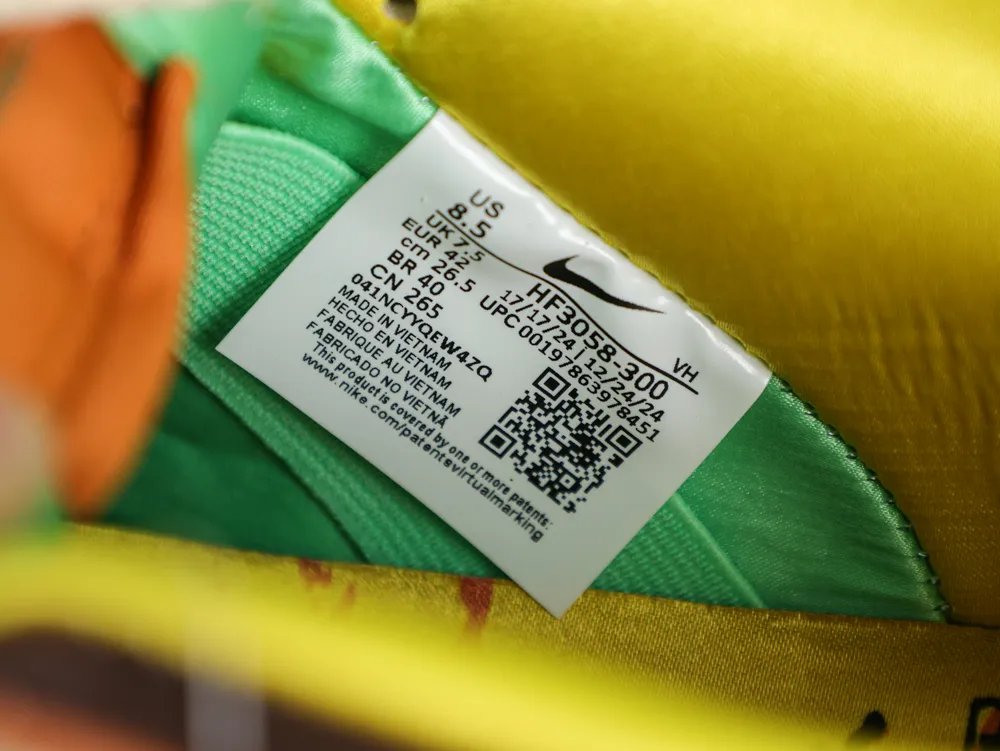 US
8.5
UK 7.5
EUR 42
cm 26.5
BR 40
CN 265
HF3058-300
VH
17/17/24|12/24/24
UPC 00197863978451
041NCYYQEW4ZQ
MADE IN VIETNAM
HECHO EN VIETNAM
FABRIQUE AU VIETNAM
FABRICADO NO VIETNÃ
This product is covered by one or more patents:
www.nike.com/patentsvirtualmarking